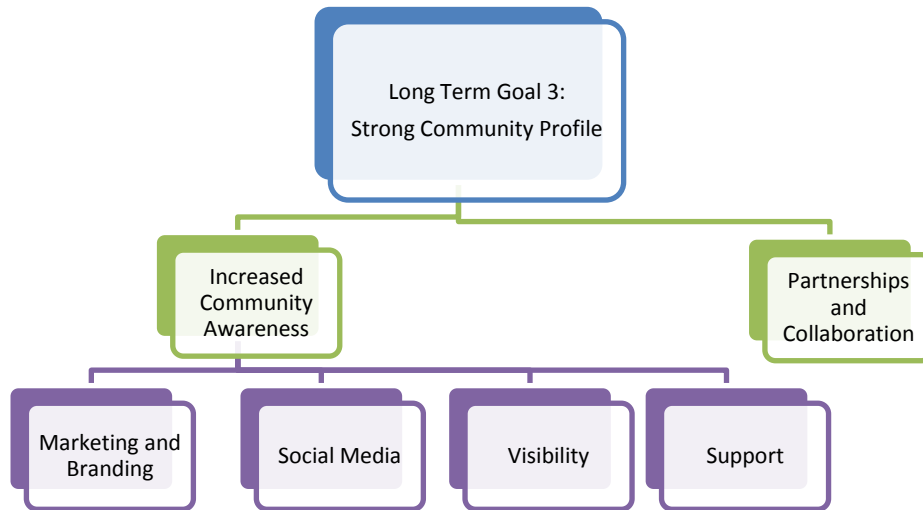 Long Term Goal 3:
Strong Community Profile
Increased
Community
Awareness
Partnerships
and
Collaboration
Marketing and
Branding
Social Media
Visibility
Support